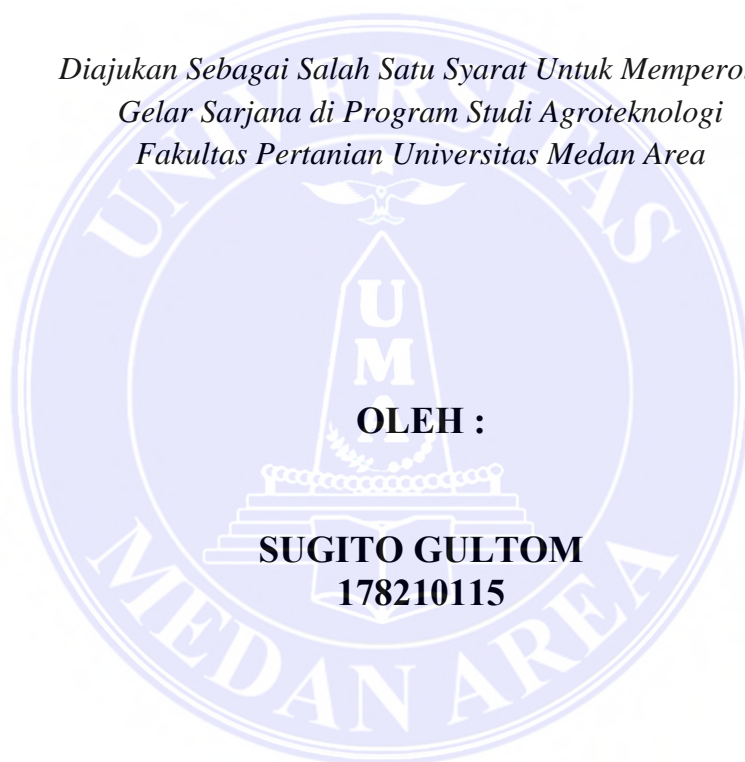 Diajukan Sebagai Salah Satu Syarat Untuk
Gelar Sarjana di Program Studi Agroteknologi
Fakultas Pertanian Universitas Medan Area
UNIVERSITAS
UMA
OLEH :
SUGITO GULTOM
178210115
MEDAN AREA